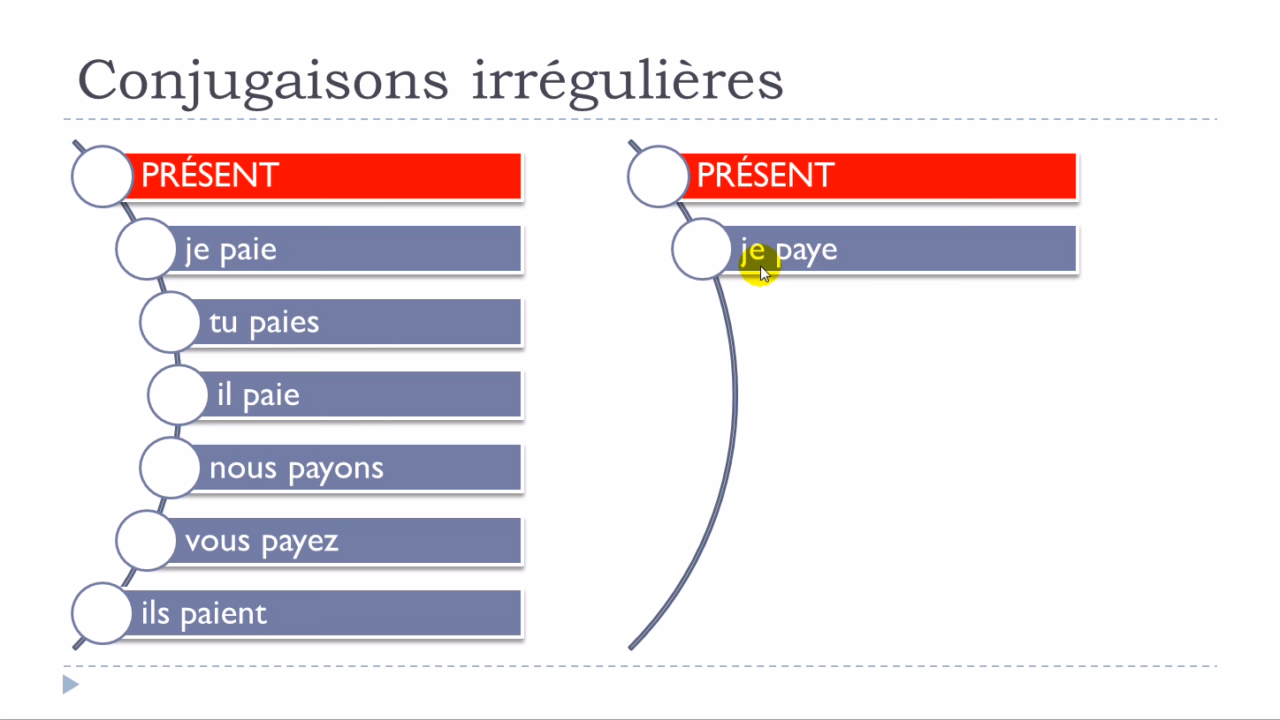 Conjugaisons irrégulières
PRÉSENT
je paie
tu paies
il paie
nous payons
vous payez
ils paient
PRÉSENT
je paye